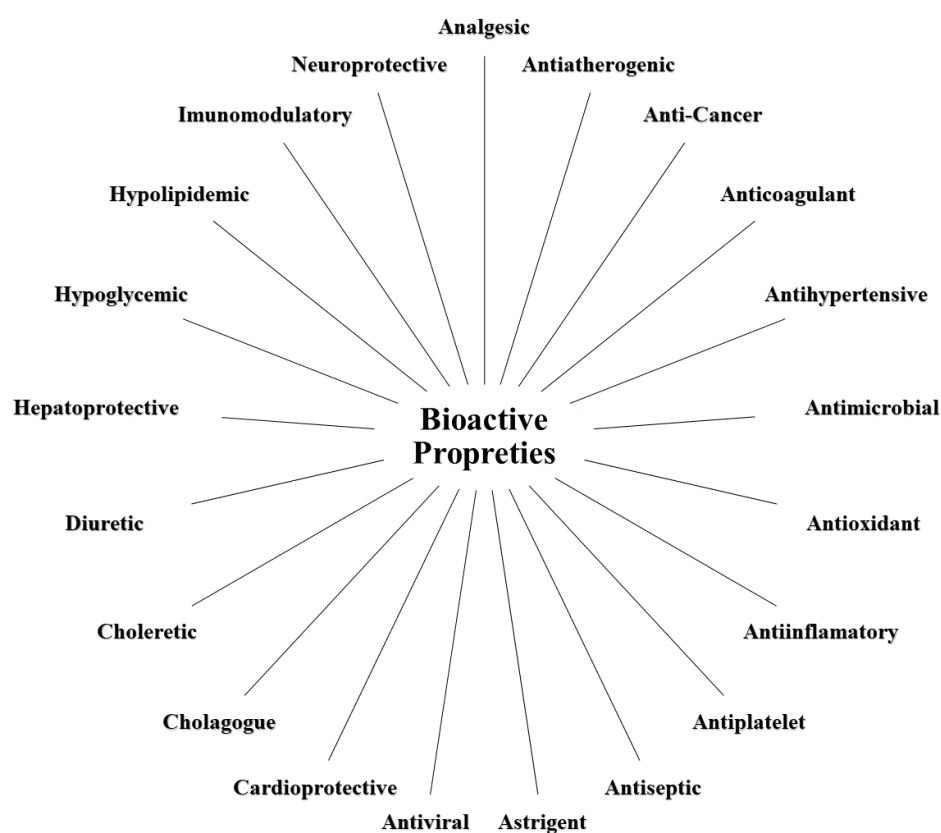 Analgesic
Neuroprotective
Antiatherogenic
Imunomodulatory
Anti-Cancer
Hypolipidemic
Anticoagulant
Hypoglycemic
Antihypertensive
Hepatoprotective
Bioactive
Propreties
Antimicrobial
Diuretic
Antioxidant
Choleretic
Antiinflamatory
Cholagogue
Antiplatelet
Cardioprotective
Antiseptic
Antiviral
Astrigent